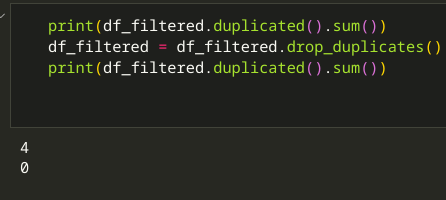 print(df_filtered.duplicated().sum())
df_filtered = df_filtered.drop_duplicates()
print(df_filtered.duplicated().sum())
4
0